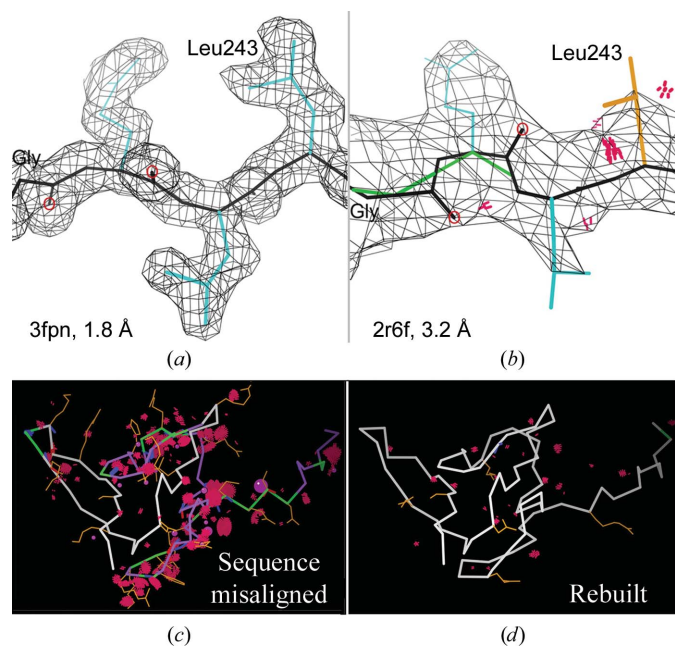 Leu243
Gly
3fpn, 1.8 Å
(a)
Leu243
Gly
2r6f, 3.2 Å
(b)
Sequence
misaligned
(c)
Rebuilt
(d)